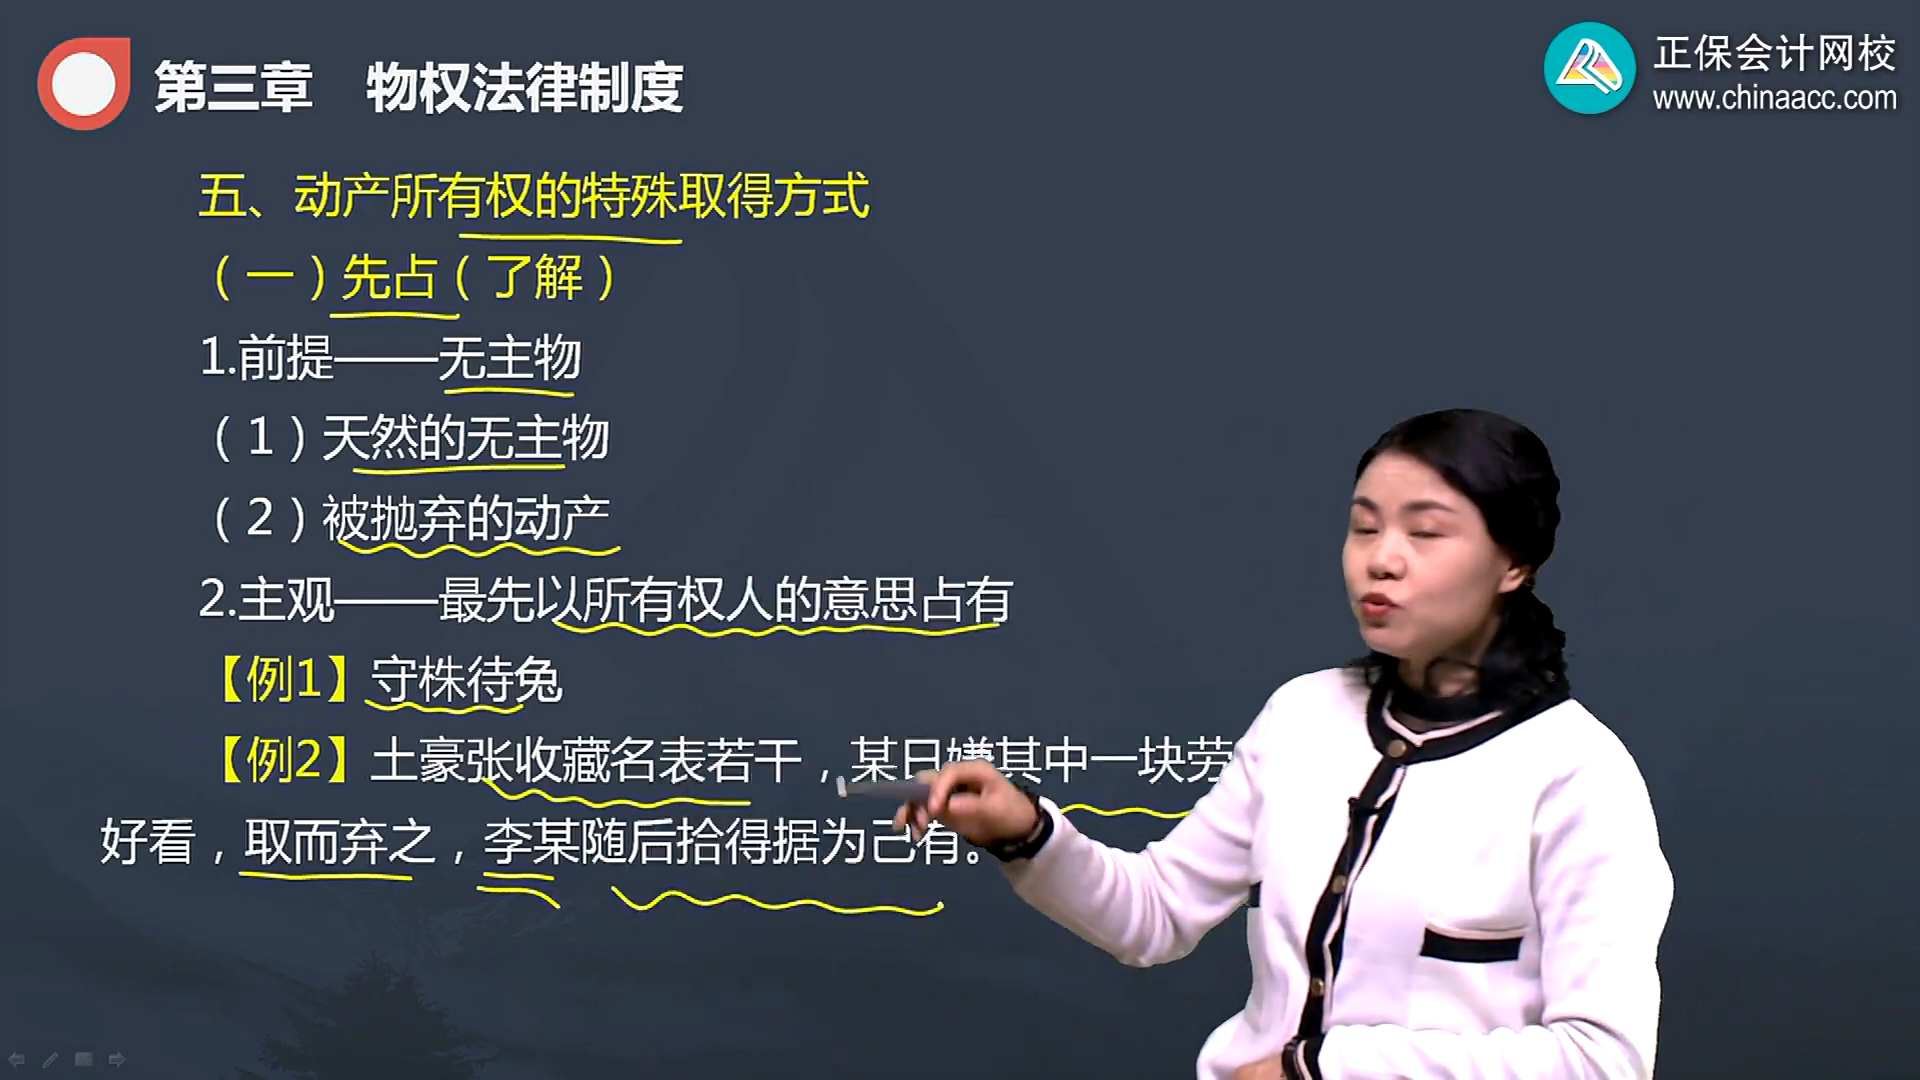 第三章 物权法律制度
正保会计网校
www.chinaacc.com
五、动产所有权的特殊取得方式
（一）先占（了解）
1.前提——无主物
（1）天然的无主物
（2）被抛弃的动产
2.主观——最先以所有权人的意思占有
【例1】守株待兔
【例2】土豪张收藏名表若干，某日嫌其中一块劳
好看，取而弃之，李某随后拾得据为己有。